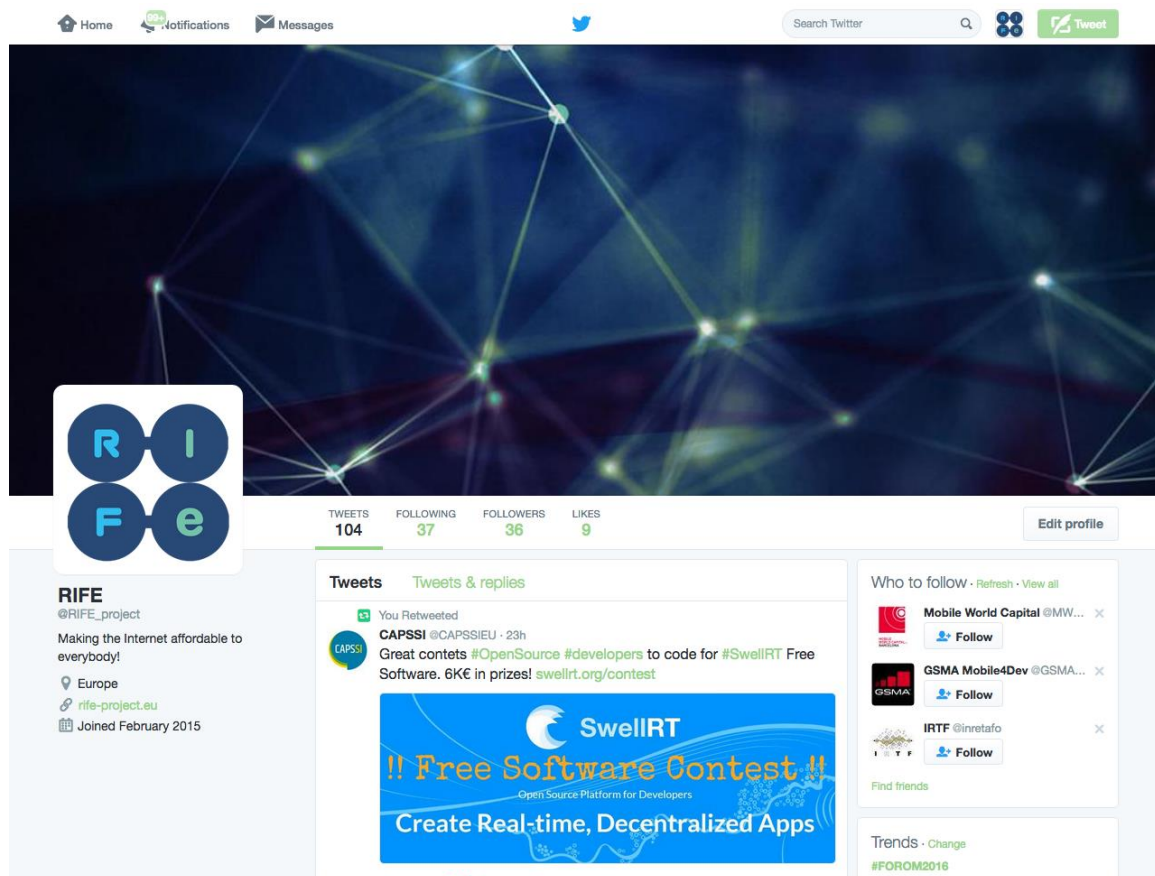 Home
99+
Notifications
Messages
Search Twitter
Tweet
R I
F e
TWEETS FOLLOWING FOLLOWERS LIKES
104 37 36 9
Edit profile
RIFE
@RIFE_project
Making the Internet affordable to
everybody!
Europe
rife-project.eu
Joined February 2015
Tweets Tweets & replies
You Retweeted
CAPSSI
CAPSSI @CAPSSIEU · 23h
Great contets #OpenSource #developers to code for #SwellRT Free
Software. 6K€ in prizes! swellrt.org/contest
SwellRT
!! Free Software Contest !!
Open Source Platform for Developers
Create Real-time, Decentralized Apps
Who to follow · Refresh · View all
Mobile World Capital @MW...
Follow
GSMA
GSMA Mobile4Dev @GSMA...
Follow
I R T F
IRTF @inretafo
Follow
Find friends
Trends · Change
#FOROM2016